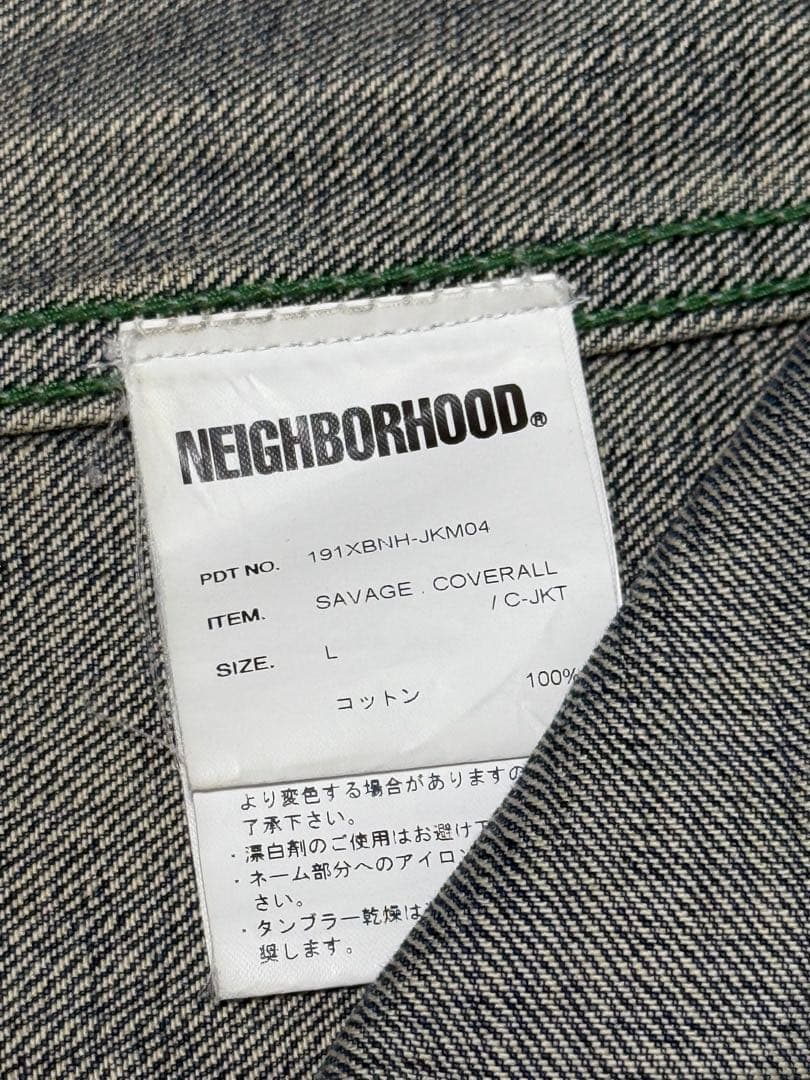 NEIGHBORHOOD®
PDT NO. 191XBNH-JKM04
ITEM. SAVAGE . COVERALL
/ C-JKT
SIZE. L
コットン 100%
より変色する場合がありますの
了承下さい。
・漂白剤のご使用はお避け下
・ネーム部分へのアイロン
さい。
・タンブラー乾燥は
奨します。